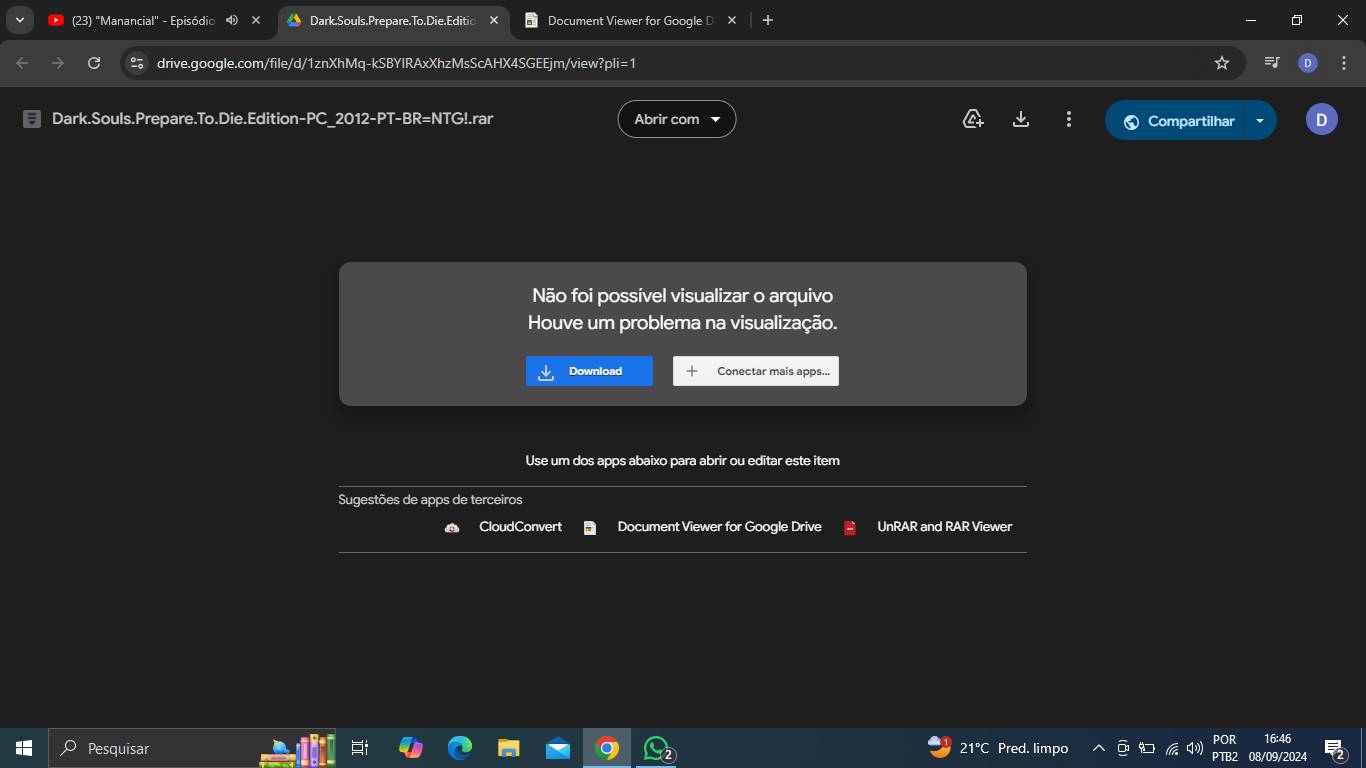 (23) "Manancial" - Episódio
Dark.Souls.Prepare.To.Die.Editio
Document Viewer for Google D
drive.google.com/file/d/1znXhMq-kSBYlRAxXhzMsScAHX4SGEEjm/view?pli=1
D
Dark.Souls.Prepare.To.Die.Edition-PC_2012-PT-BR=NTG!.rar
Abrir com
Compartilhar
D
Não foi possível visualizar o arquivo
Houve um problema na visualização.
Download
Conectar mais apps...
Use um dos apps abaixo para abrir ou editar este item
Sugestões de apps de terceiros
CloudConvert
Document Viewer for Google Drive
UnRAR and RAR Viewer
Pesquisar
2
1
21°C Pred. limpo
POR
PTB2
16:46
08/09/2024
2